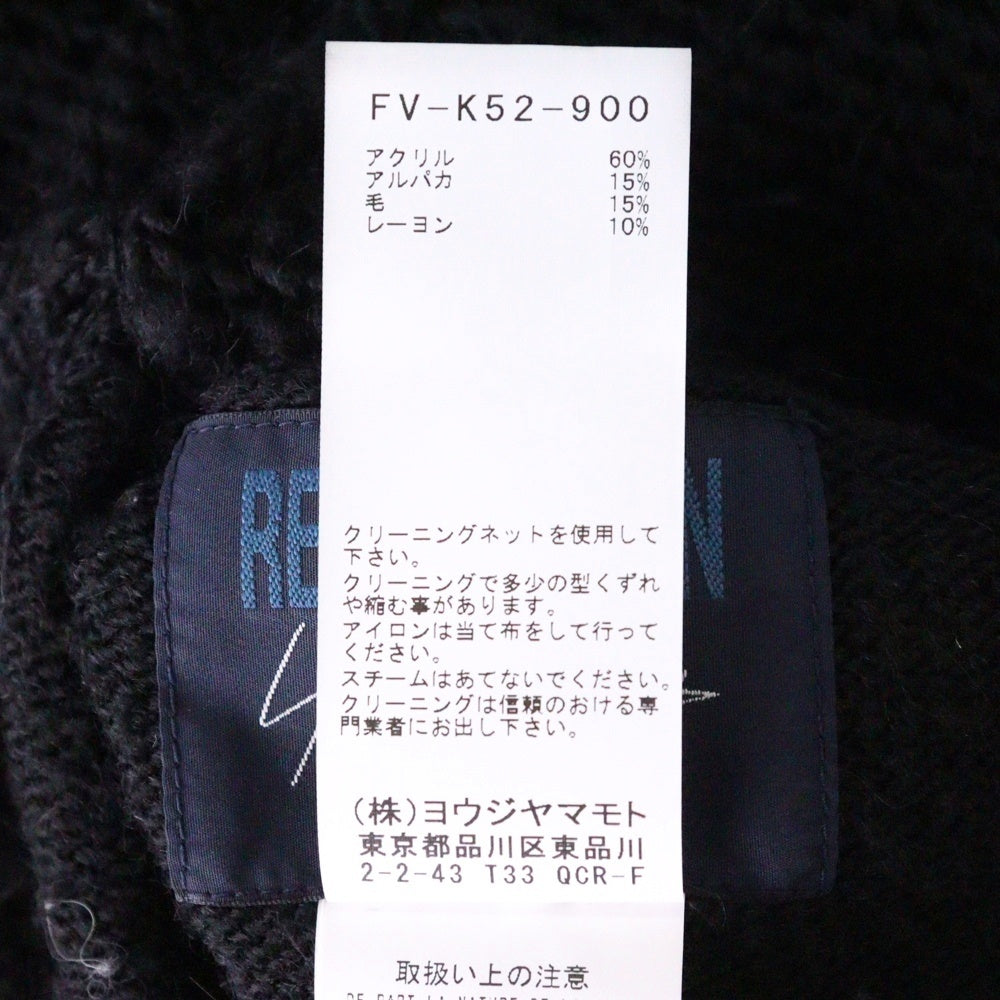 FV-K52-900
アクリル 60%
アルパカ 15%
毛 15%
レーヨン 10%
クリーニングネットを使用して
下さい。
クリーニングで多少の型くずれ
や縮む事があります。
アイロンは当て布をして行って
ください。
スチームはあてないでください。
クリーニングは信頼のおける専
門業者にお出し下さい。
(株)ヨウジヤマモト
東京都品川区東品川
2-2-43 T33 QCR-F
取扱い上の注意